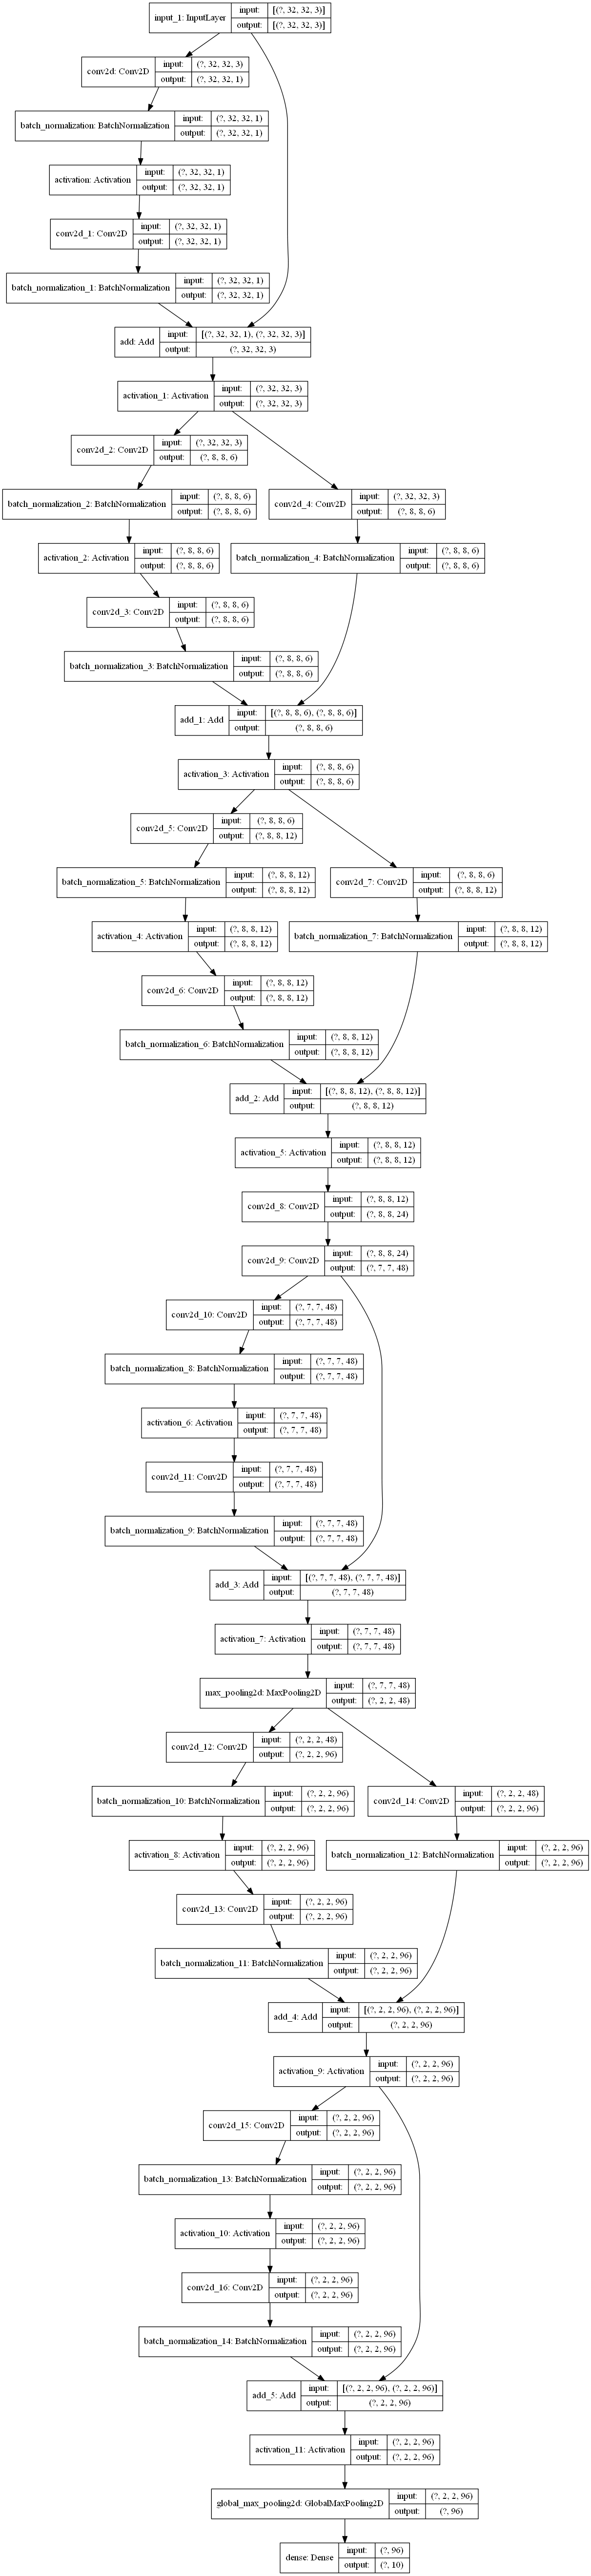 input_1: InputLayer input: [(?, 32, 32, 3)]
output: [(?, 32, 32, 3)]
conv2d: Conv2D input: (?, 32, 32, 3)
output: (?, 32, 32, 1)
batch_normalization: BatchNormalization input: (?, 32, 32, 1)
output: (?, 32, 32, 1)
activation: Activation input: (?, 32, 32, 1)
output: (?, 32, 32, 1)
conv2d_1: Conv2D input: (?, 32, 32, 1)
output: (?, 32, 32, 1)
batch_normalization_1: BatchNormalization input: (?, 32, 32, 1)
output: (?, 32, 32, 1)
add: Add input: [(?, 32, 32, 1), (?, 32, 32, 3)]
output: (?, 32, 32, 3)
activation_1: Activation input: (?, 32, 32, 3)
output: (?, 32, 32, 3)
conv2d_2: Conv2D input: (?, 32, 32, 3)
output: (?, 8, 8, 6)
batch_normalization_2: BatchNormalization input: (?, 8, 8, 6)
output: (?, 8, 8, 6)
conv2d_4: Conv2D input: (?, 32, 32, 3)
output: (?, 8, 8, 6)
activation_2: Activation input: (?, 8, 8, 6)
output: (?, 8, 8, 6)
batch_normalization_4: BatchNormalization input: (?, 8, 8, 6)
output: (?, 8, 8, 6)
conv2d_3: Conv2D input: (?, 8, 8, 6)
output: (?, 8, 8, 6)
batch_normalization_3: BatchNormalization input: (?, 8, 8, 6)
output: (?, 8, 8, 6)
add_1: Add input: [(?, 8, 8, 6), (?, 8, 8, 6)]
output: (?, 8, 8, 6)
activation_3: Activation input: (?, 8, 8, 6)
output: (?, 8, 8, 6)
conv2d_5: Conv2D input: (?, 8, 8, 6)
output: (?, 8, 8, 12)
batch_normalization_5: BatchNormalization input: (?, 8, 8, 12)
output: (?, 8, 8, 12)
conv2d_7: Conv2D input: (?, 8, 8, 6)
output: (?, 8, 8, 12)
activation_4: Activation input: (?, 8, 8, 12)
output: (?, 8, 8, 12)
batch_normalization_7: BatchNormalization input: (?, 8, 8, 12)
output: (?, 8, 8, 12)
conv2d_6: Conv2D input: (?, 8, 8, 12)
output: (?, 8, 8, 12)
batch_normalization_6: BatchNormalization input: (?, 8, 8, 12)
output: (?, 8, 8, 12)
add_2: Add input: [(?, 8, 8, 12), (?, 8, 8, 12)]
output: (?, 8, 8, 12)
activation_5: Activation input: (?, 8, 8, 12)
output: (?, 8, 8, 12)
conv2d_8: Conv2D input: (?, 8, 8, 12)
output: (?, 8, 8, 24)
conv2d_9: Conv2D input: (?, 8, 8, 24)
output: (?, 7, 7, 48)
conv2d_10: Conv2D input: (?, 7, 7, 48)
output: (?, 7, 7, 48)
batch_normalization_8: BatchNormalization input: (?, 7, 7, 48)
output: (?, 7, 7, 48)
activation_6: Activation input: (?, 7, 7, 48)
output: (?, 7, 7, 48)
conv2d_11: Conv2D input: (?, 7, 7, 48)
output: (?, 7, 7, 48)
batch_normalization_9: BatchNormalization input: (?, 7, 7, 48)
output: (?, 7, 7, 48)
add_3: Add input: [(?, 7, 7, 48), (?, 7, 7, 48)]
output: (?, 7, 7, 48)
activation_7: Activation input: (?, 7, 7, 48)
output: (?, 7, 7, 48)
max_pooling2d: MaxPooling2D input: (?, 7, 7, 48)
output: (?, 2, 2, 48)
conv2d_12: Conv2D input: (?, 2, 2, 48)
output: (?, 2, 2, 96)
batch_normalization_10: BatchNormalization input: (?, 2, 2, 96)
output: (?, 2, 2, 96)
conv2d_14: Conv2D input: (?, 2, 2, 48)
output: (?, 2, 2, 96)
activation_8: Activation input: (?, 2, 2, 96)
output: (?, 2, 2, 96)
batch_normalization_12: BatchNormalization input: (?, 2, 2, 96)
output: (?, 2, 2, 96)
conv2d_13: Conv2D input: (?, 2, 2, 96)
output: (?, 2, 2, 96)
batch_normalization_11: BatchNormalization input: (?, 2, 2, 96)
output: (?, 2, 2, 96)
add_4: Add input: [(?, 2, 2, 96), (?, 2, 2, 96)]
output: (?, 2, 2, 96)
activation_9: Activation input: (?, 2, 2, 96)
output: (?, 2, 2, 96)
conv2d_15: Conv2D input: (?, 2, 2, 96)
output: (?, 2, 2, 96)
batch_normalization_13: BatchNormalization input: (?, 2, 2, 96)
output: (?, 2, 2, 96)
activation_10: Activation input: (?, 2, 2, 96)
output: (?, 2, 2, 96)
conv2d_16: Conv2D input: (?, 2, 2, 96)
output: (?, 2, 2, 96)
batch_normalization_14: BatchNormalization input: (?, 2, 2, 96)
output: (?, 2, 2, 96)
add_5: Add input: [(?, 2, 2, 96), (?, 2, 2, 96)]
output: (?, 2, 2, 96)
activation_11: Activation input: (?, 2, 2, 96)
output: (?, 2, 2, 96)
global_max_pooling2d: GlobalMaxPooling2D input: (?, 2, 2, 96)
output: (?, 96)
dense: Dense input: (?, 96)
output: (?, 10)